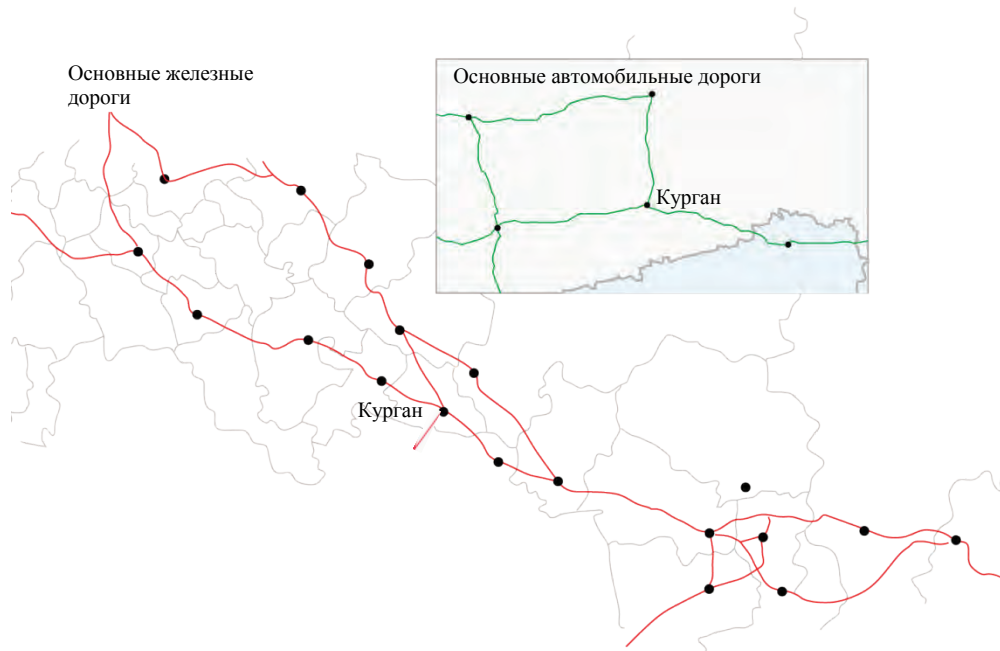 Основные железные
дороги
Основные автомобильные дороги
Курган
Курган